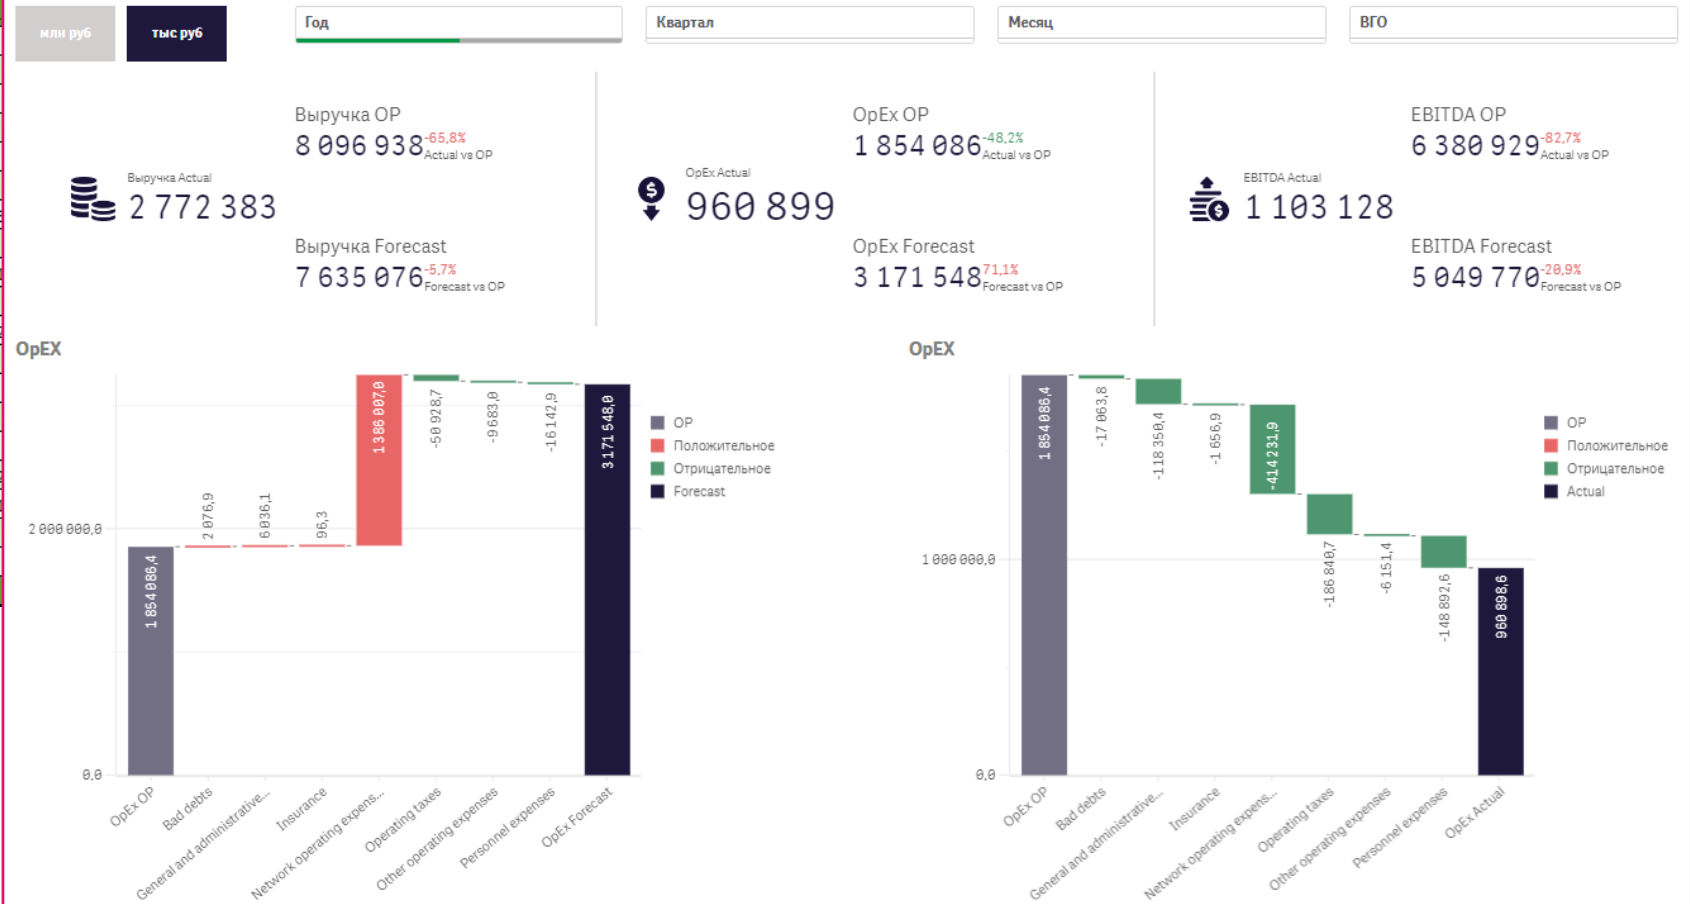 млн руб
тыс руб
Год
Квартал
Месяц
ВГО
Выручка Actual
2 772 383
Выручка OP
8 096 938 -65,8%
Actual vs OP
Выручка Forecast
7 635 076 -5,7%
Forecast vs OP
OpEx Actual
960 899
OpEx OP
1 854 086 -48,2%
Actual vs OP
OpEx Forecast
3 171 548 71,1%
Forecast vs OP
EBITDA Actual
1 103 128
EBITDA OP
6 380 929 -82,7%
Actual vs OP
EBITDA Forecast
5 049 770 -20,9%
Forecast vs OP
OpEX
2 000 000,0
0,0
1 854 086,4
2 076,9
6 036,1
96,3
1 386 007,0
-50 928,7
-9 683,0
-16 142,9
3 171 548,0
OpEx OP
Bad debts
General and administrative...
Insurance
Network operating expens...
Operating taxes
Other operating expenses
Personnel expenses
OpEx Forecast
OP
Положительное
Отрицательное
Forecast
OpEX
1 000 000,0
0,0
1 854 086,4
-17 063,8
-118 350,4
-1 656,9
-414 231,9
-186 840,7
-6 151,4
-148 892,6
960 898,6
OpEx OP
Bad debts
General and administrative...
Insurance
Network operating expens...
Operating taxes
Other operating expenses
Personnel expenses
OpEx Actual
OP
Положительное
Отрицательное
Actual